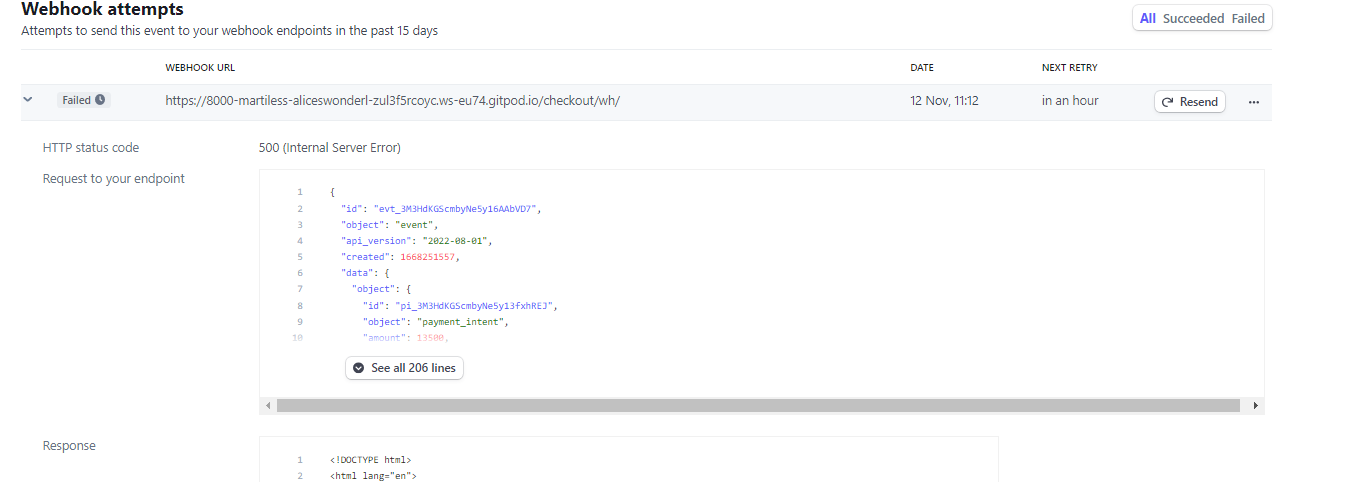 Webhook attempts
Attempts to send this event to your webhook endpoints in the past 15 days
All Succeeded Failed
WEBHOOK URL DATE NEXT RETRY
Failed https://8000-martiless-aliceswonderl-zul3f5rcoyc.ws-eu74.gitpod.io/checkout/wh/ 12 Nov, 11:12 in an hour Resend ...
HTTP status code 500 (Internal Server Error)
Request to your endpoint
1 {
2 "id": "evt_3M3HdKGScmbyNe5y16AAbVD7",
3 "object": "event",
4 "api_version": "2022-08-01",
5 "created": 1668251557,
6 "data": {
7 "object": {
8 "id": "pi_3M3HdKGScmbyNe5y13fxhREJ",
9 "object": "payment_intent",
10 "amount": 13500,
See all 206 lines
Response
1 <!DOCTYPE html>
2 <html lang="en">